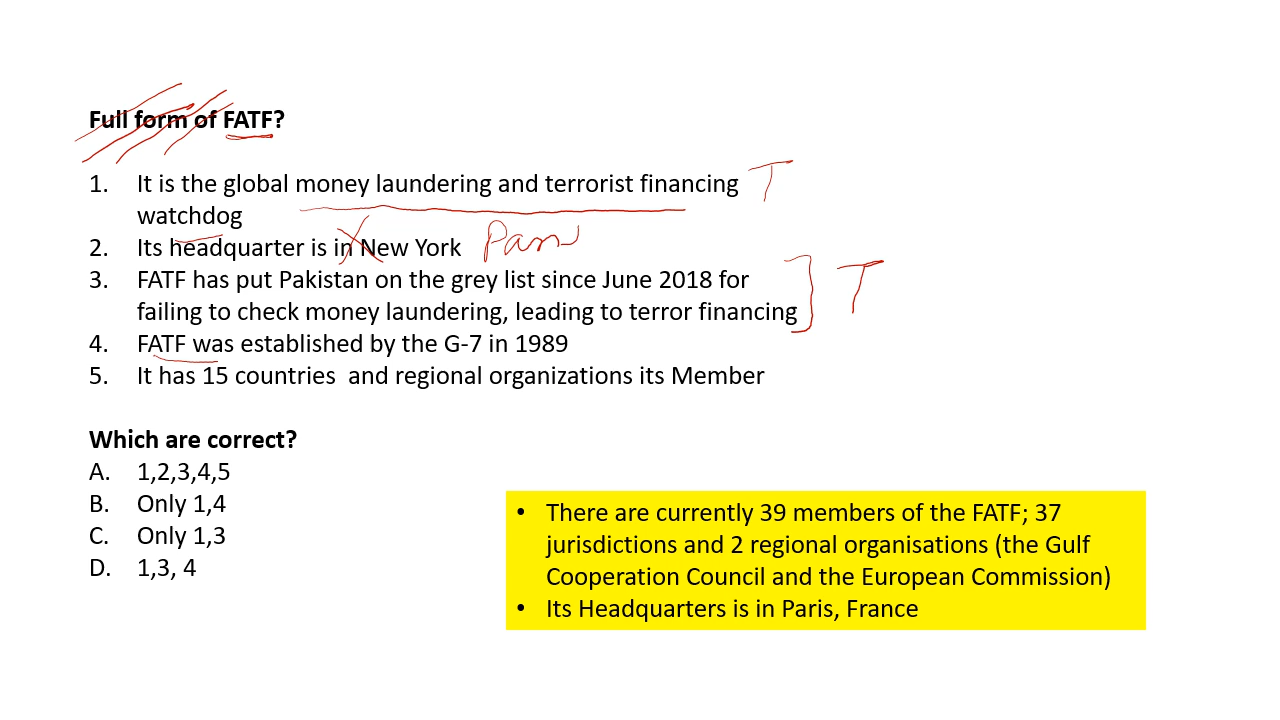 Full form of FATF?
1. It is the global money laundering and terrorist financing T
watchdog
2. Its headquarter is in New York Paris
3. FATF has put Pakistan on the grey list since June 2018 for
failing to check money laundering, leading to terror financing T
4. FATF was established by the G-7 in 1989
5. It has 15 countries and regional organizations its Member
Which are correct?
A. 1,2,3,4,5
B. Only 1,4
C. Only 1,3
D. 1,3, 4
• There are currently 39 members of the FATF; 37
jurisdictions and 2 regional organisations (the Gulf
Cooperation Council and the European Commission)
• Its Headquarters is in Paris, France